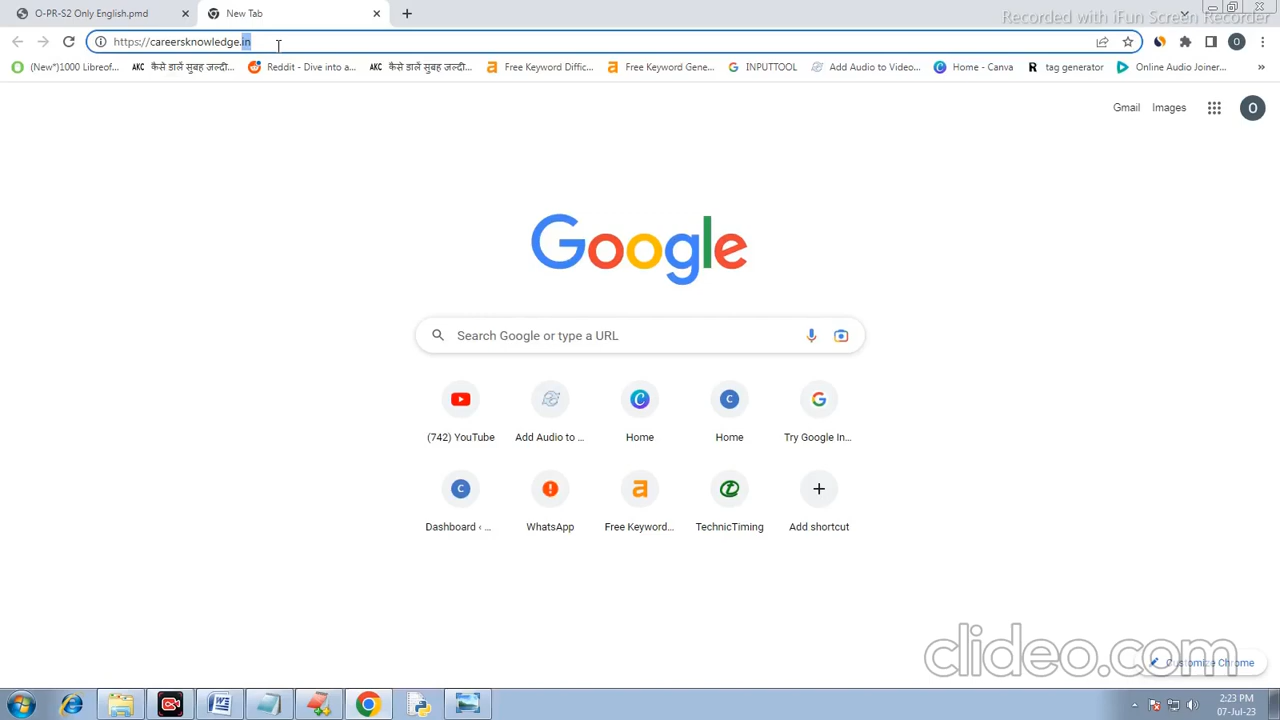 O-PR-S2 Only English.pmd
New Tab
Recorded with iFun Screen Recorder
https://careersknowledge.in
O
(New*)1000 Libreof...
AKC कैसे डालें सुबह जल्दी...
Reddit - Dive into a...
AKC कैसे डालें सुबह जल्दी...
Free Keyword Diffic...
Free Keyword Gene...
INPUTTOOL
Add Audio to Video...
Home - Canva
R tag generator
Online Audio Joiner...
»
Gmail
Images
O
Google
Search Google or type a URL
(742) YouTube
Add Audio to ...
Home
C
Home
Try Google In...
C
Dashboard ‹ ...
WhatsApp
a
Free Keyword...
TechnicTiming
Add shortcut
clideo.com
Customize Chrome
2:23 PM
07-Jul-23